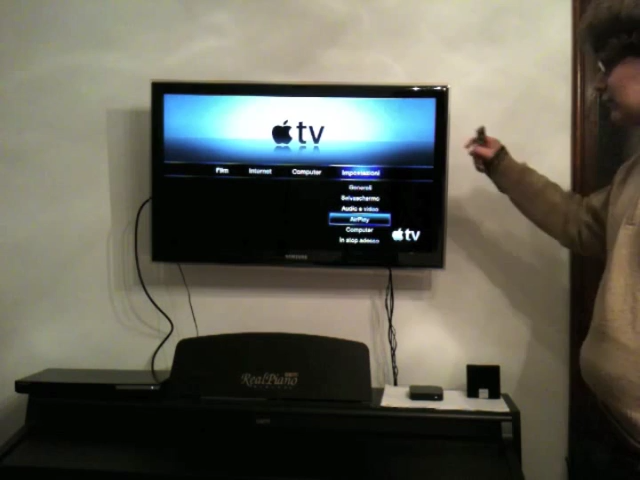 tv
Film Internet Computer Impostazioni
Generali
Salvaschermo
Audio e video
AirPlay
Computer
In stop adesso
tv
SAMSUNG
RealPiano